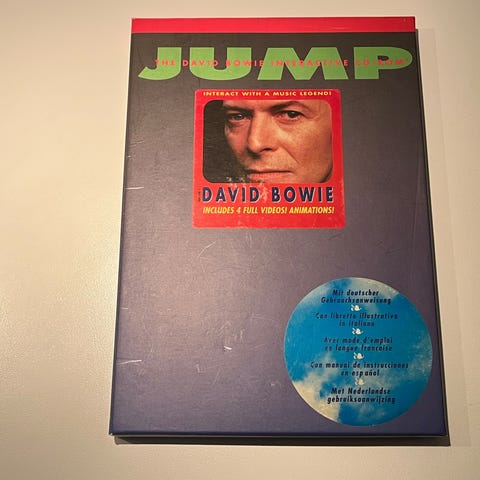 JUMP
THE DAVID BOWIE INTERACTIVE CD ROM
INTERACT WITH A MUSIC LEGEND!
DAVID BOWIE
INCLUDES 4 FULL VIDEOS! ANIMATIONS!
Mit deutscher
Gebrauchsanweisung
Con libretto illustrativo
in italiano
Avec mode d'emploi
en langue francaise
Con manual de instrucciones
en español
Met Nederlandse
gebruiksaanwijzing